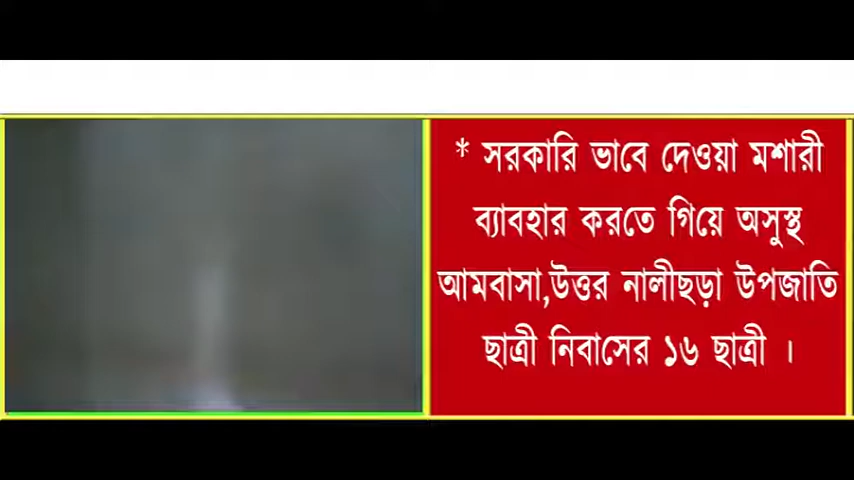 * সরকারি ভাবে দেওয়া মশারী
ব্যাবহার করতে গিয়ে অসুস্থ
আমবাসা,উত্তর নালীছড়া উপজাতি
ছাত্রী নিবাসের ১৬ ছাত্রী ।